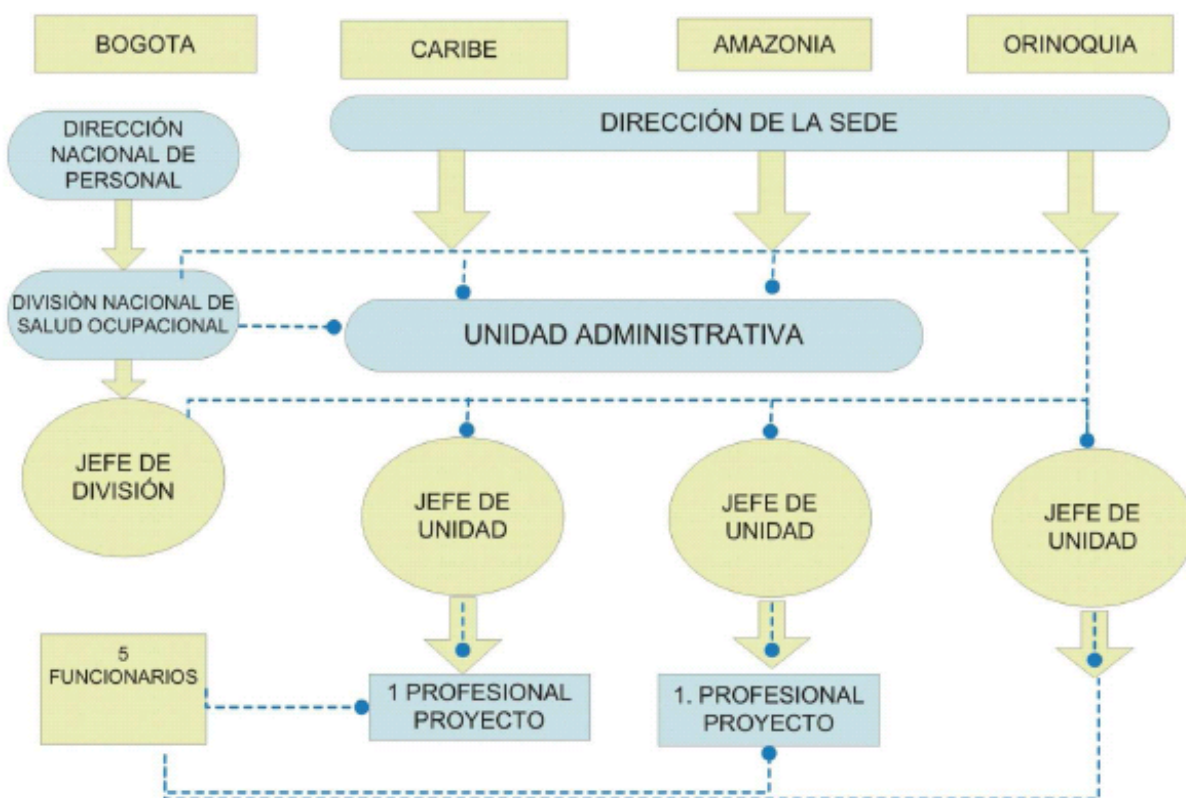 BOGOTA
CARIBE
AMAZONIA
ORINOQUIA
DIRECCIÓN
NACIONAL DE
PERSONAL
DIRECCIÓN DE LA SEDE
DIVISIÒN NACIONAL DE
SALUD OCUPACIONAL
UNIDAD ADMINISTRATIVA
JEFE DE
DIVISIÓN
JEFE DE
UNIDAD
JEFE DE
UNIDAD
JEFE DE
UNIDAD
5
FUNCIONARIOS
1 PROFESIONAL
PROYECTO
1. PROFESIONAL
PROYECTO